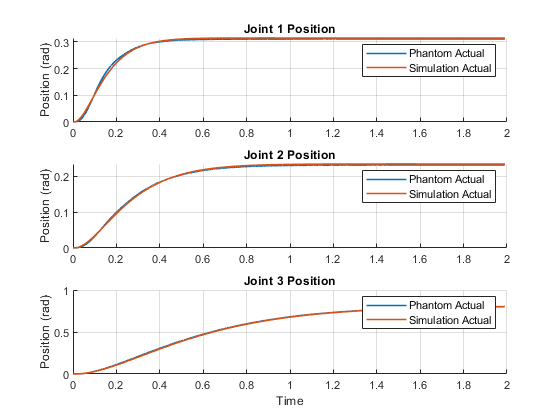 Joint 1 Position
Position (rad)
0.3
0.2
0.1
0
Phantom Actual
Simulation Actual
0 0.2 0.4 0.6 0.8 1 1.2 1.4 1.6 1.8 2
Joint 2 Position
Position (rad)
0.2
0.1
0
Phantom Actual
Simulation Actual
0 0.2 0.4 0.6 0.8 1 1.2 1.4 1.6 1.8 2
Joint 3 Position
Position (rad)
1
0.5
0
Phantom Actual
Simulation Actual
0 0.2 0.4 0.6 0.8 1 1.2 1.4 1.6 1.8 2
Time